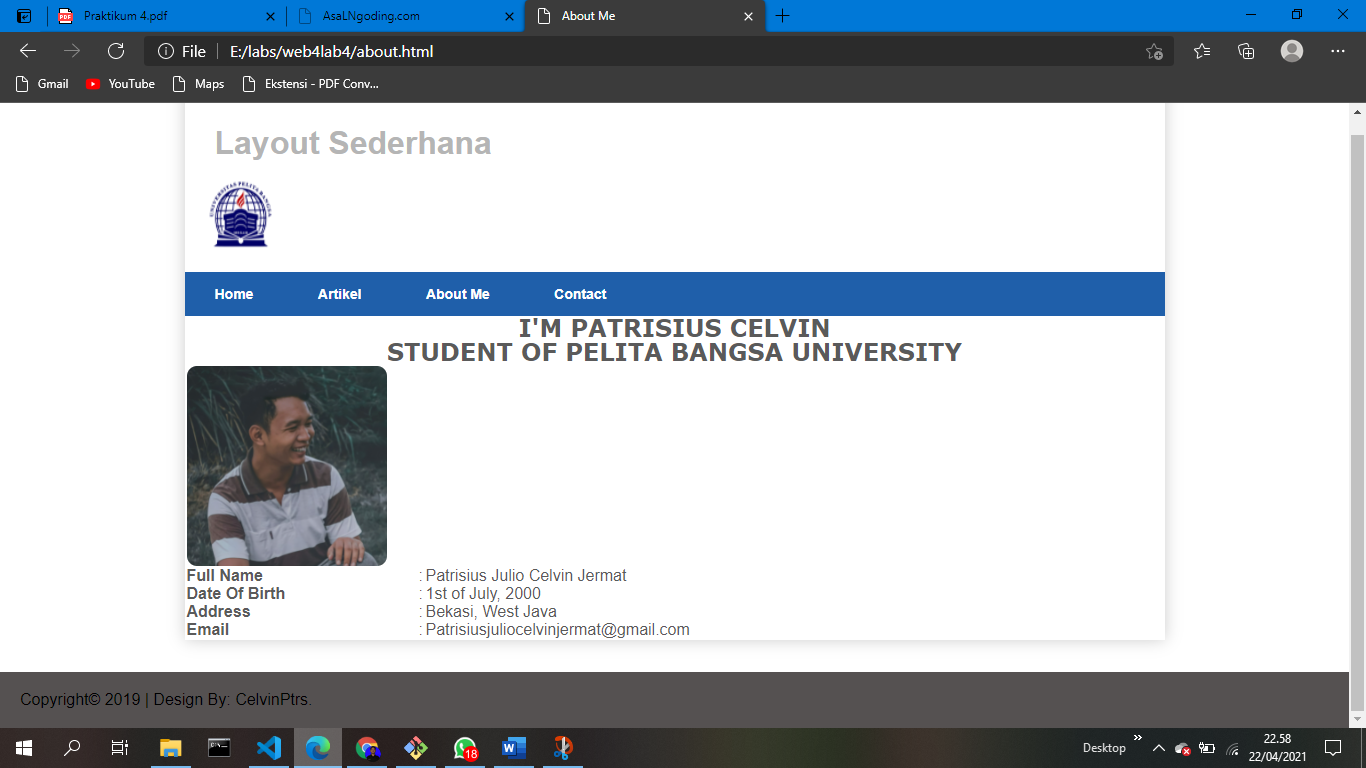 Praktikum 4.pdf
AsaLNgoding.com
About Me
File
E:/labs/web4lab4/about.html
Gmail
YouTube
Maps
Ekstensi - PDF Conv...
Layout Sederhana
UNIVERSITAS PELITA BANGSA
Home
Artikel
About Me
Contact
I'M PATRISIUS CELVIN
STUDENT OF PELITA BANGSA UNIVERSITY
Full Name : Patrisius Julio Celvin Jermat
Date Of Birth : 1st of July, 2000
Address : Bekasi, West Java
Email : Patrisiusjuliocelvinjermat@gmail.com
Copyright© 2019 | Design By: CelvinPtrs.
18
Desktop
22.58
22/04/2021